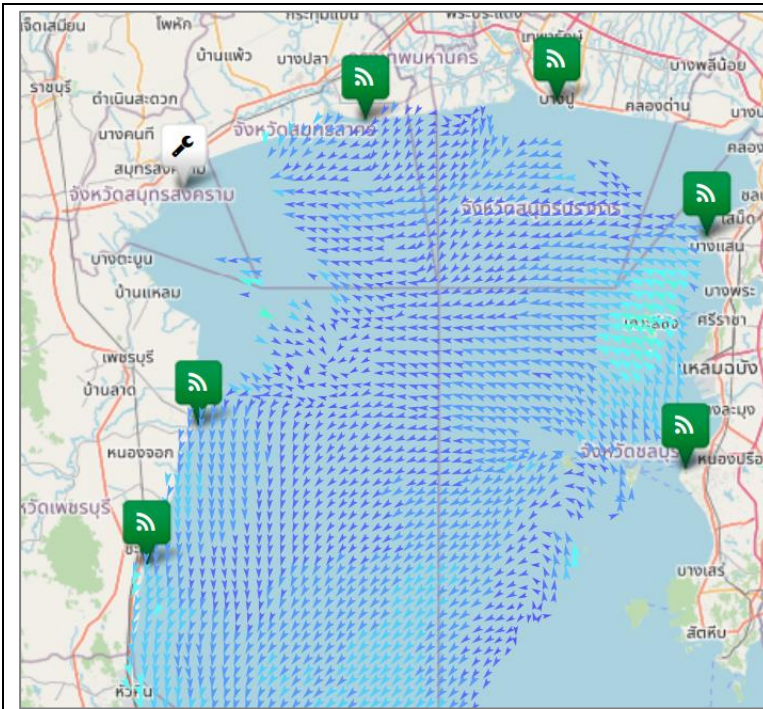 โพหัก
บ้านแพ้ว
บางปลา
ราชบุรี
ดำเนินสะดวก
บางพลีน้อย
บางปู
คลองด่าน
บางคนที
จังหวัดสมุทรสาคร
จังหวัดสมุทรสงคราม
จังหวัดสมุทรปราการ
เสม็ด
บางแสน
บางตะบูน
บ้านแหลม
บางพระ
ศรีราชา
เพชรบุรี
บ้านลาด
แหลมฉบัง
หนองจอก
จังหวัดชลบุรี
หนองปรือ
หวัดเพชรบุรี
บางเสร่
สัตหีบ
หัวหิน